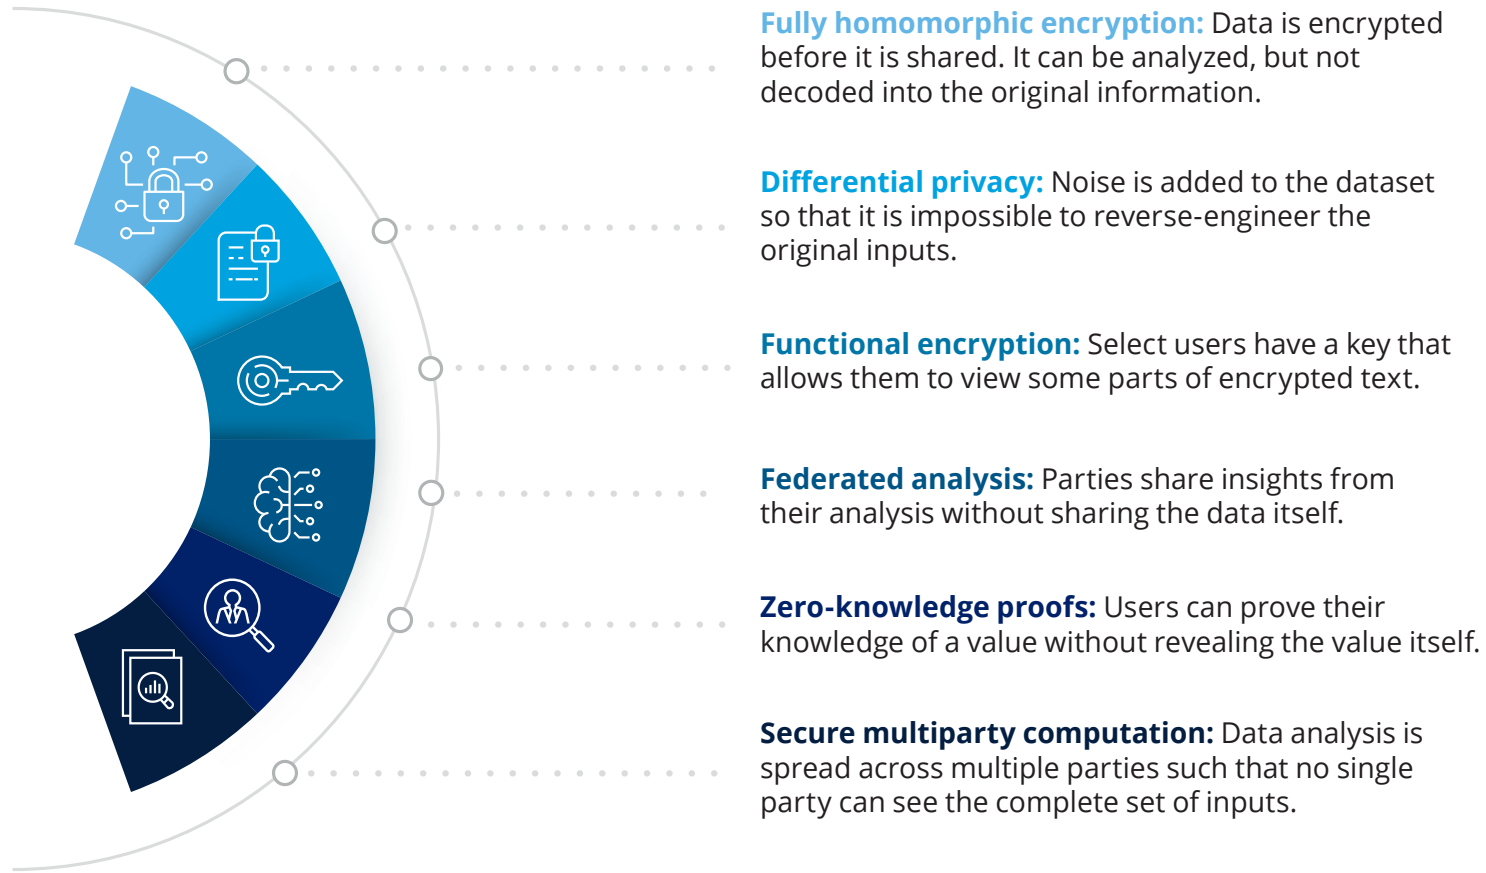 Fully homomorphic encryption: Data is encrypted
before it is shared. It can be analyzed, but not
decoded into the original information.
Differential privacy: Noise is added to the dataset
so that it is impossible to reverse-engineer the
original inputs.
Functional encryption: Select users have a key that
allows them to view some parts of encrypted text.
Federated analysis: Parties share insights from
their analysis without sharing the data itself.
Zero-knowledge proofs: Users can prove their
knowledge of a value without revealing the value itself.
Secure multiparty computation: Data analysis is
spread across multiple parties such that no single
party can see the complete set of inputs.